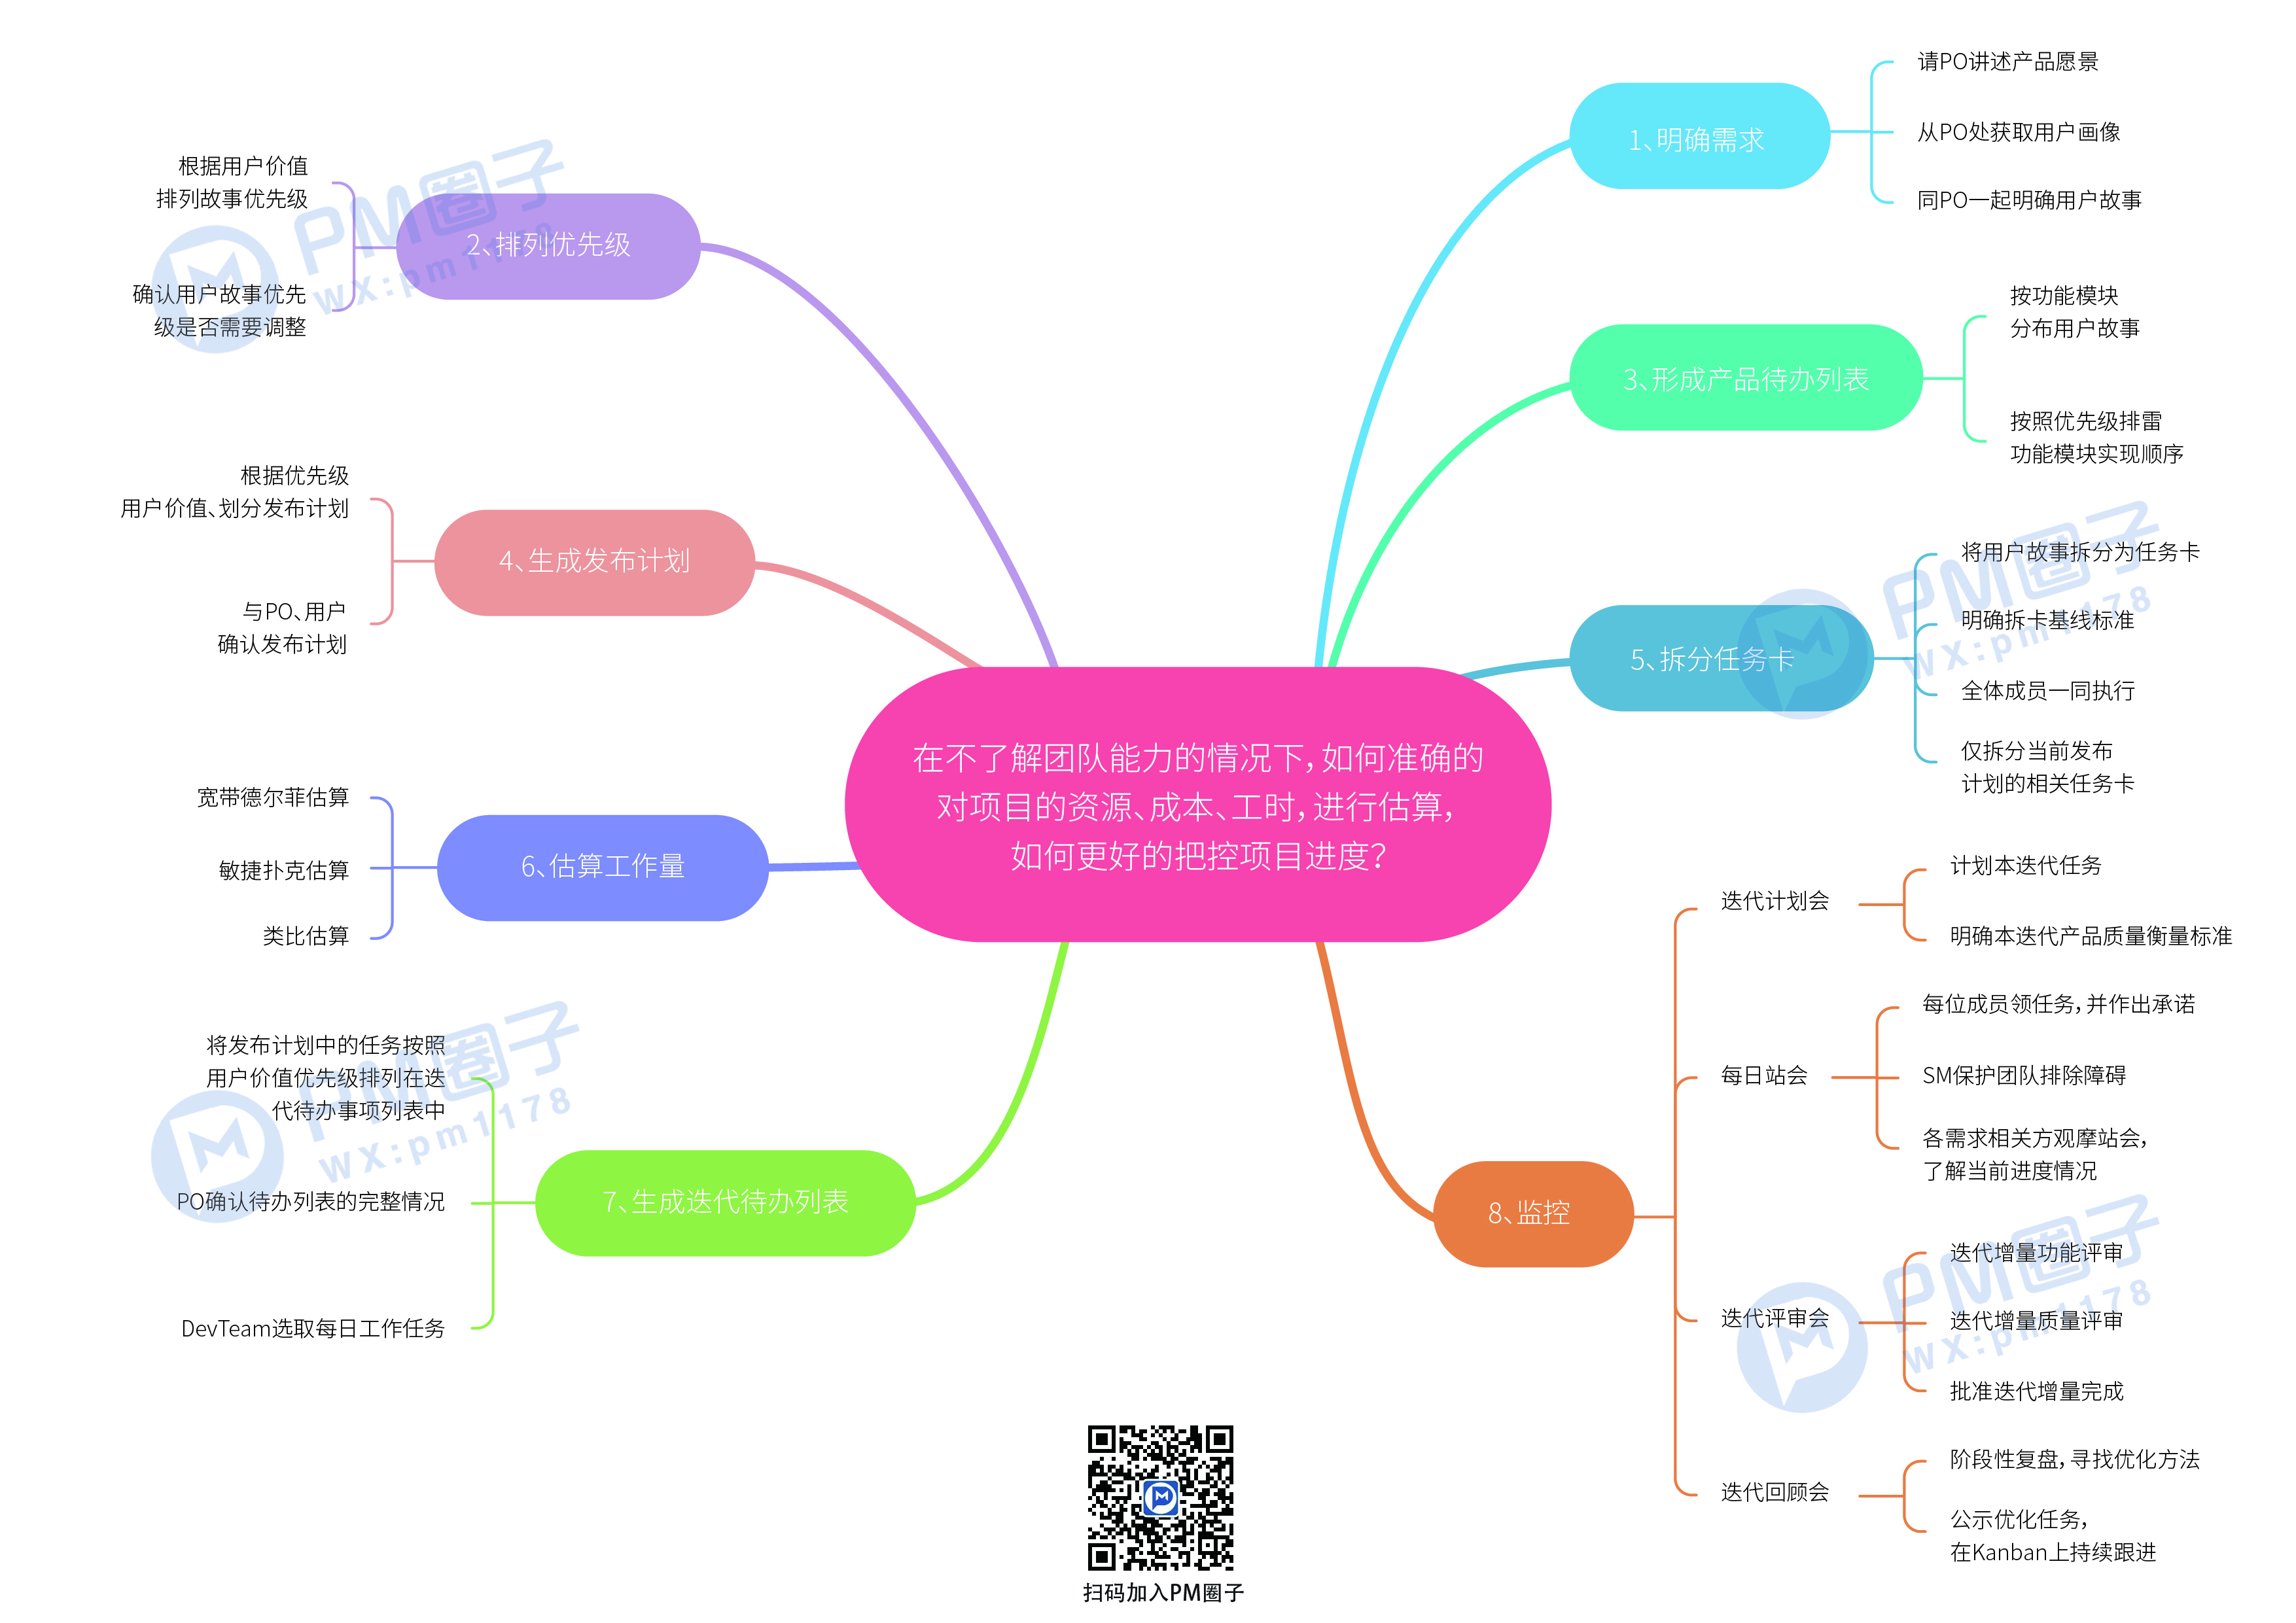 在不了解团队能力的情况下，如何准确的
对项目的资源、成本、工时，进行估算，
如何更好的把控项目进度？
1、明确需求
请PO讲述产品愿景
从PO处获取用户画像
同PO一起明确用户故事
2、排列优先级
根据用户价值
排列故事优先级
确认用户故事优先
级是否需要调整
3、形成产品待办列表
按功能模块
分布用户故事
按照优先级排雷
功能模块实现顺序
4、生成发布计划
根据优先级
用户价值、划分发布计划
与PO、用户
确认发布计划
5、拆分任务卡
将用户故事拆分为任务卡
明确拆卡基线标准
全体成员一同执行
仅拆分当前发布
计划的相关任务卡
6、估算工作量
宽带德尔菲估算
敏捷扑克估算
类比估算
7、生成迭代待办列表
将发布计划中的任务按照
用户价值优先级排列在迭
代待办事项列表中
PO确认待办列表的完整情况
DevTeam选取每日工作任务
8、监控
迭代计划会
计划本迭代任务
明确本迭代产品质量衡量标准
每日站会
每位成员领任务，并作出承诺
SM保护团队排除障碍
各需求相关方观摩站会，
了解当前进度情况
迭代评审会
迭代增量功能评审
迭代增量质量评审
批准迭代增量完成
迭代回顾会
阶段性复盘，寻找优化方法
公示优化任务，
在Kanban上持续跟进
扫码加入PM圈子
PM圈子
wx:pm1178
PM圈子
wx:pm1178
PM圈子
wx:pm1178
PM圈子
wx:pm1178